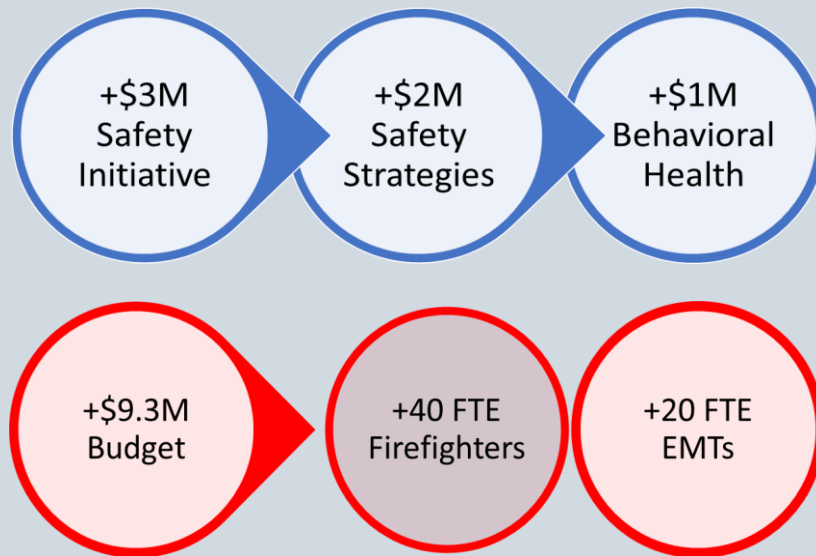 +$3M
Safety
Initiative
+$2M
Safety
Strategies
+$1M
Behavioral
Health
+$9.3M
Budget
+40 FTE
Firefighters
+20 FTE
EMTs